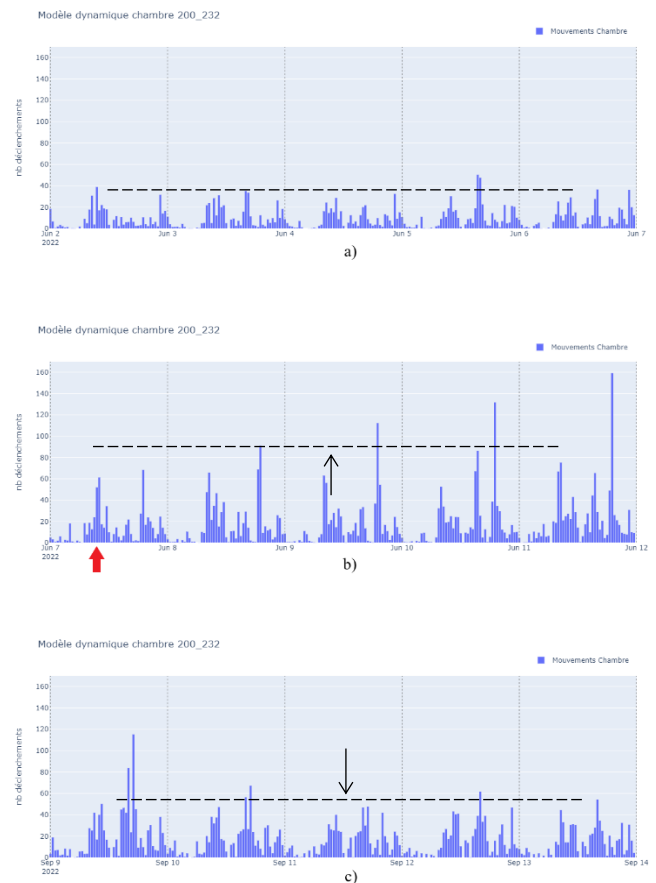 Modèle dynamique chambre 200_232
Mouvements Chambre
nb déclenchements
160
140
120
100
80
60
40
20
0
Jun 2 Jun 3 Jun 4 Jun 5 Jun 6 Jun 7
2022
a)
Modèle dynamique chambre 200_232
Mouvements Chambre
nb déclenchements
160
140
120
100
80
60
40
20
0
Jun 7 Jun 8 Jun 9 Jun 10 Jun 11 Jun 12
2022
b)
Modèle dynamique chambre 200_232
Mouvements Chambre
nb déclenchements
160
140
120
100
80
60
40
20
0
Sep 9 Sep 10 Sep 11 Sep 12 Sep 13 Sep 14
2022
c)